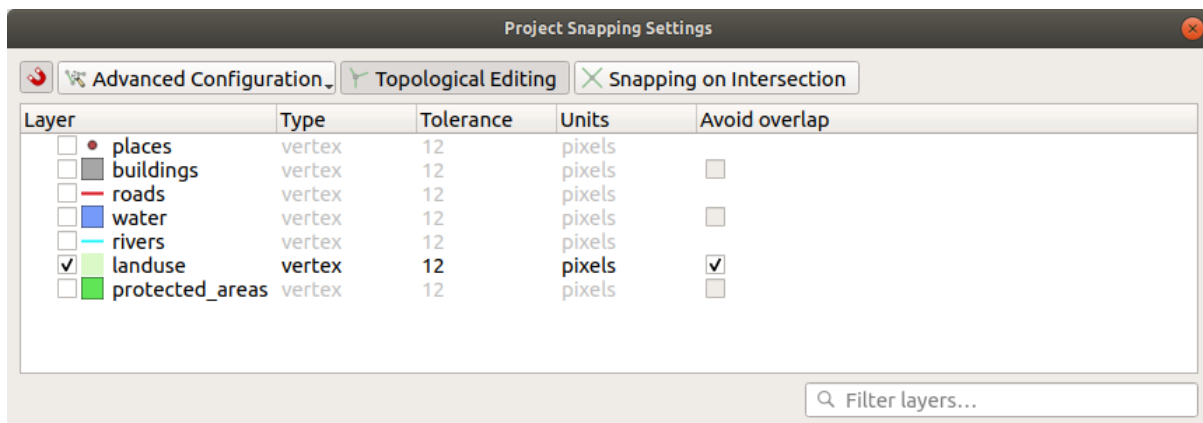 Project Snapping Settings
Advanced Configuration Topological Editing Snapping on Intersection
Layer Type Tolerance Units Avoid overlap
places vertex 12 pixels
buildings vertex 12 pixels
roads vertex 12 pixels
water vertex 12 pixels
rivers vertex 12 pixels
landuse vertex 12 pixels
protected_areas vertex 12 pixels
Filter layers...